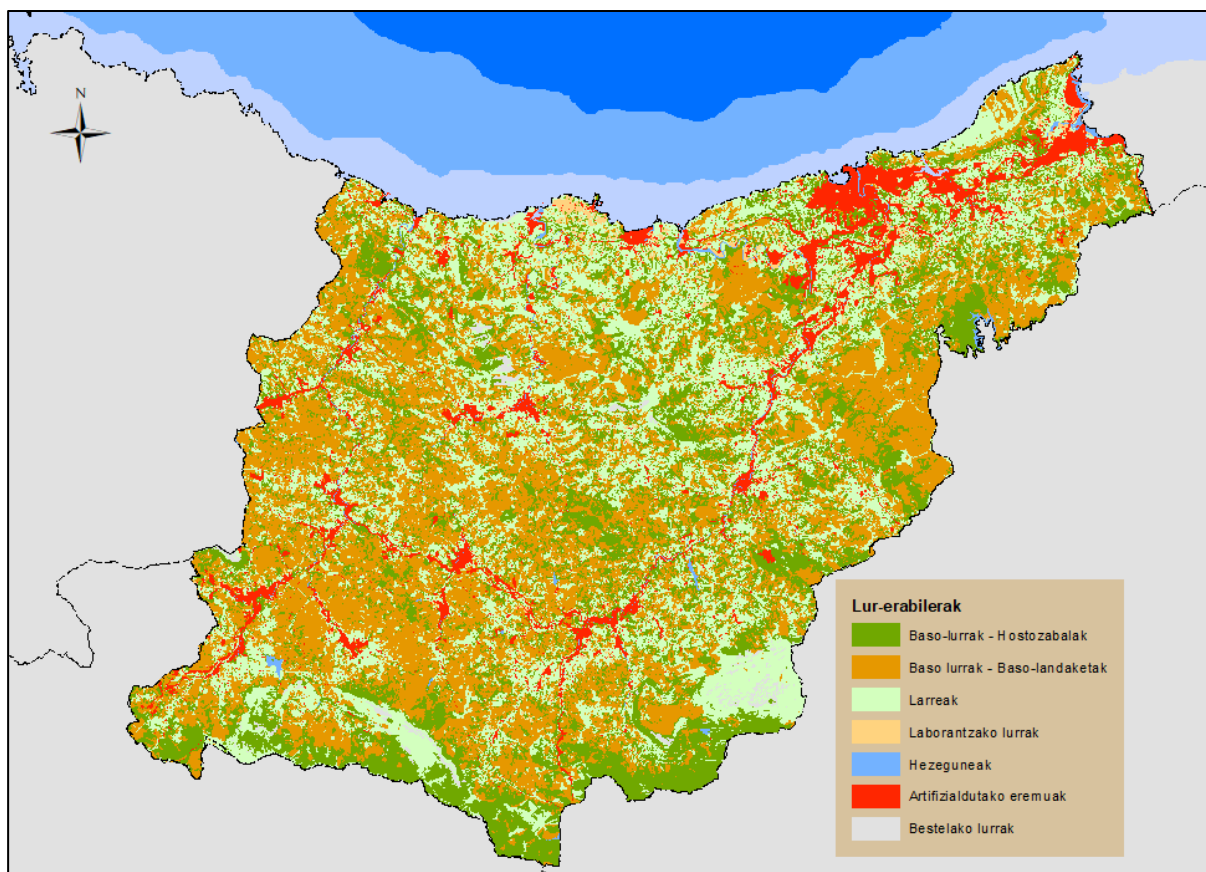 N
Lur-erabilerak
Baso-lurrak - Hostozabalak
Baso lurrak - Baso-landaketak
Larreak
Laborantzako lurrak
Hezeguneak
Artifizialdutako eremuak
Bestelako lurrak